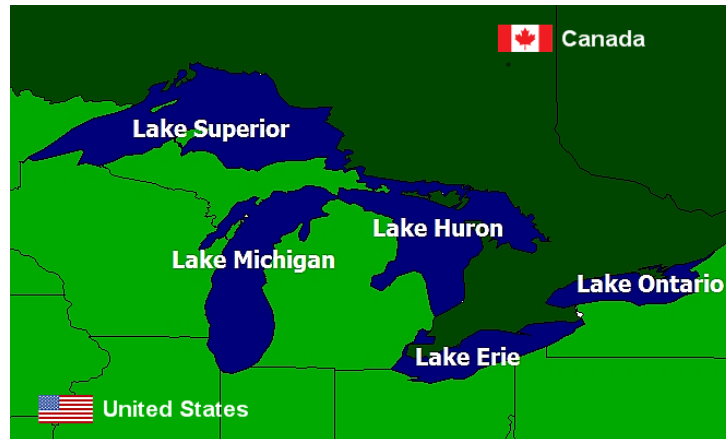 Canada
Lake Superior
Lake Huron
Lake Michigan
Lake Ontario
Lake Erie
United States